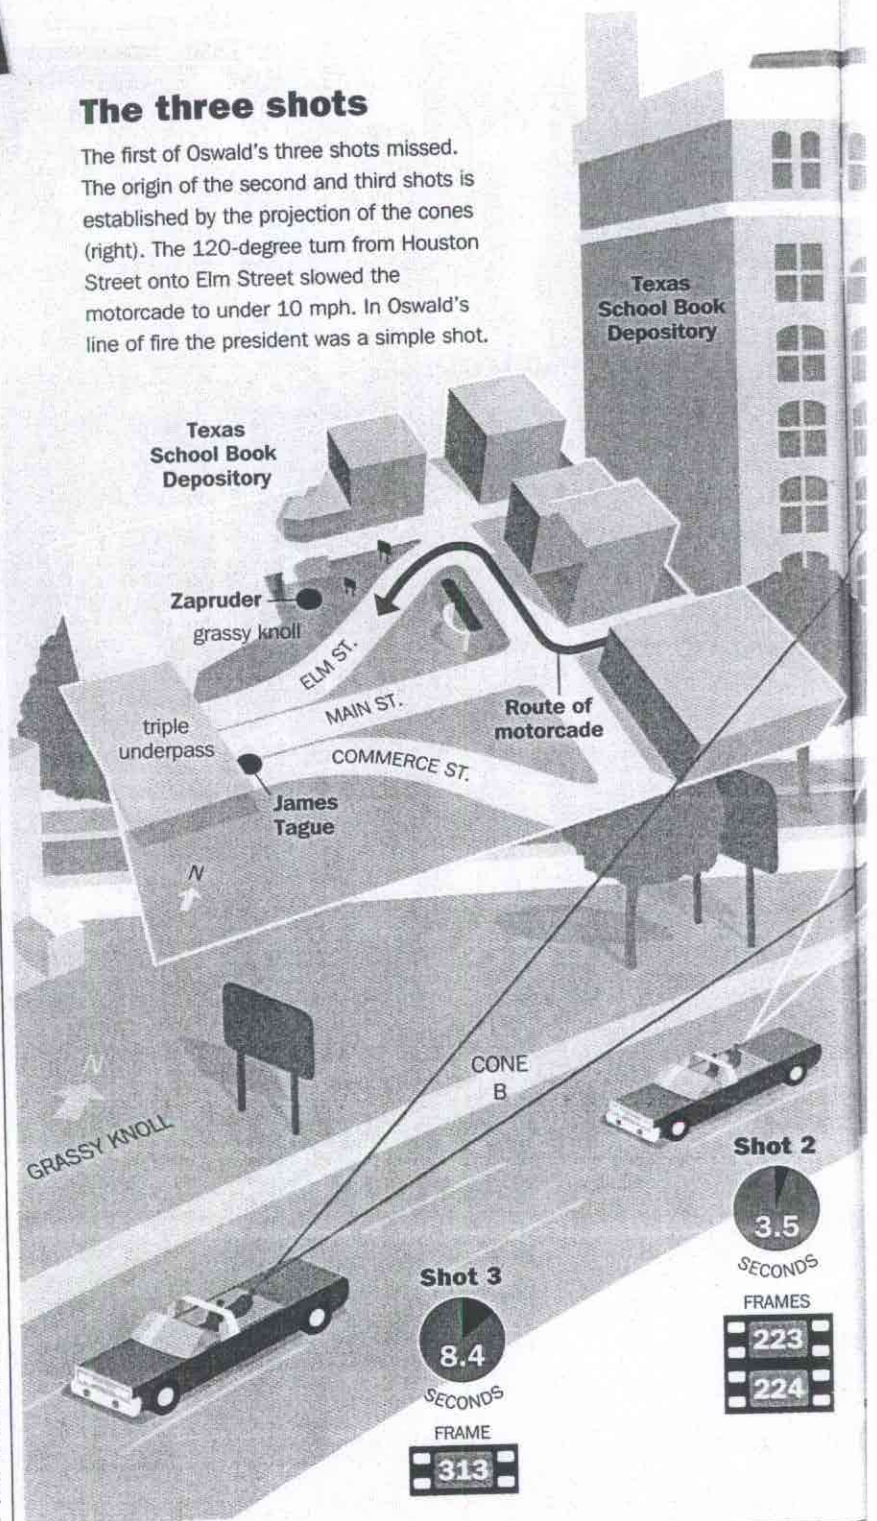 The three shots
The first of Oswald's three shots missed.
The origin of the second and third shots is
established by the projection of the cones
(right). The 120-degree turn from Houston
Street onto Elm Street slowed the
motorcade to under 10 mph. In Oswald's
line of fire the president was a simple shot.
Texas
School Book
Depository
Texas
School Book
Depository
Zapruder
grassy knoll
ELM ST.
MAIN ST.
Route of
motorcade
triple
underpass
COMMERCE ST.
James
Tague
N
CONE
B
N
GRASSY KNOLL
Shot 2
3.5
SECONDS
FRAMES
223
224
Shot 3
8.4
SECONDS
FRAME
313